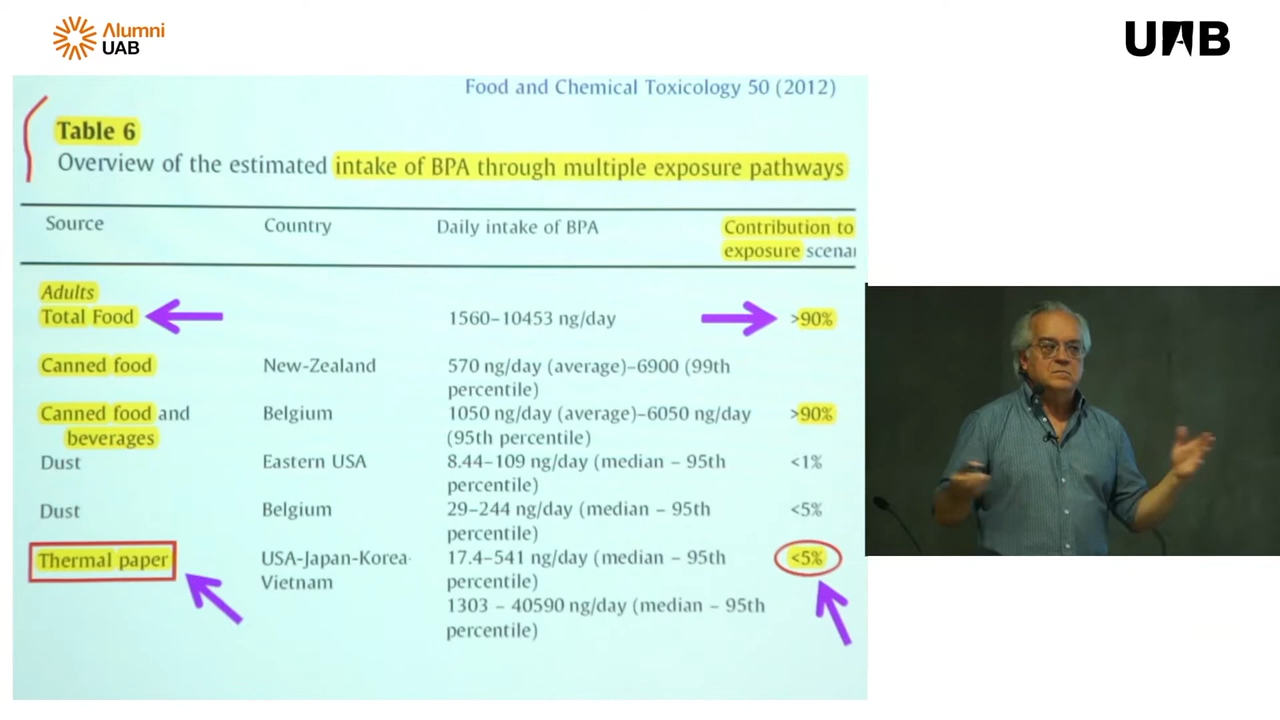 Alumni
UAB
UAB
Food and Chemical Toxicology 50 (2012)
Table 6
Overview of the estimated intake of BPA through multiple exposure pathways
Source Country Daily intake of BPA Contribution to
exposure scenar
Adults
Total Food 1560–10453 ng/day >90%
Canned food New-Zealand 570 ng/day (average)–6900 (99th
percentile)
Canned food and Belgium 1050 ng/day (average)–6050 ng/day >90%
beverages (95th percentile)
Dust Eastern USA 8.44–109 ng/day (median – 95th <1%
percentile)
Dust Belgium 29–244 ng/day (median – 95th <5%
percentile)
Thermal paper USA-Japan-Korea- 17.4–541 ng/day (median – 95th <5%
Vietnam percentile)
1303 – 40590 ng/day (median – 95th
percentile)